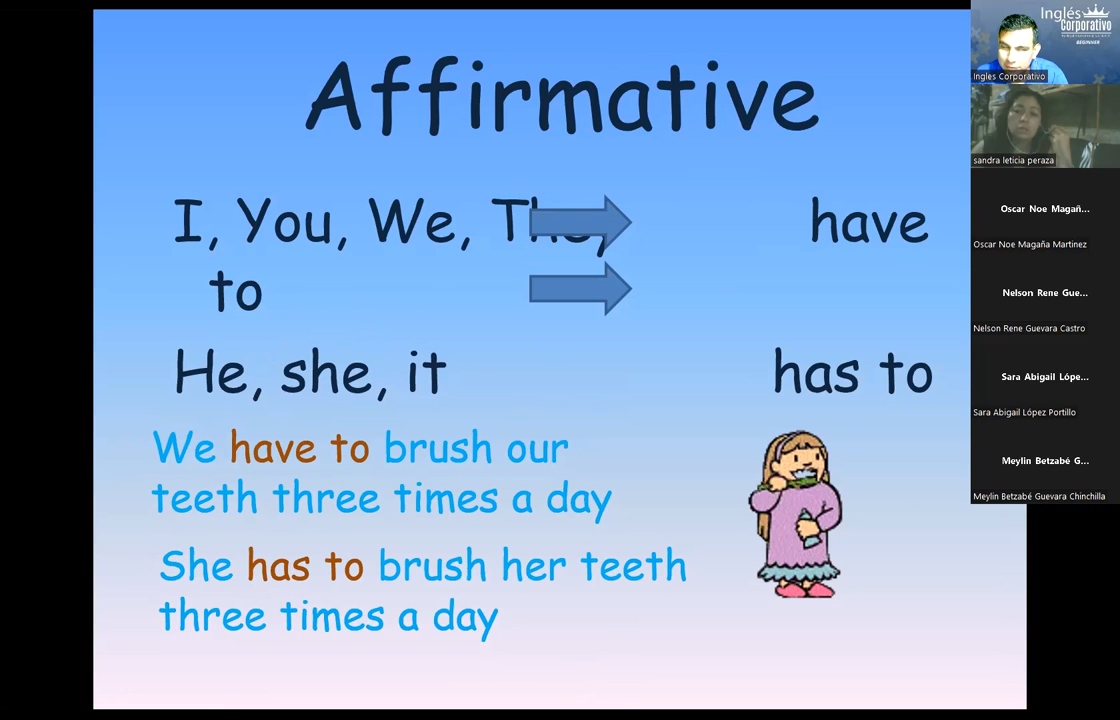 Affirmative
I, You, We, The, have
to
He, she, it has to
We have to brush our
teeth three times a day
She has to brush her teeth
three times a day
Inglés
Corporativo
BEGINNER
Ingles Corporativo
sandra leticia peraza
Oscar Noe Magañ...
Oscar Noe Magaña Martinez
Nelson Rene Gue...
Nelson Rene Guevara Castro
Sara Abigail Lópe...
Sara Abigail López Portillo
Meylin Betzabé G...
Meylin Betzabé Guevara Chinchilla